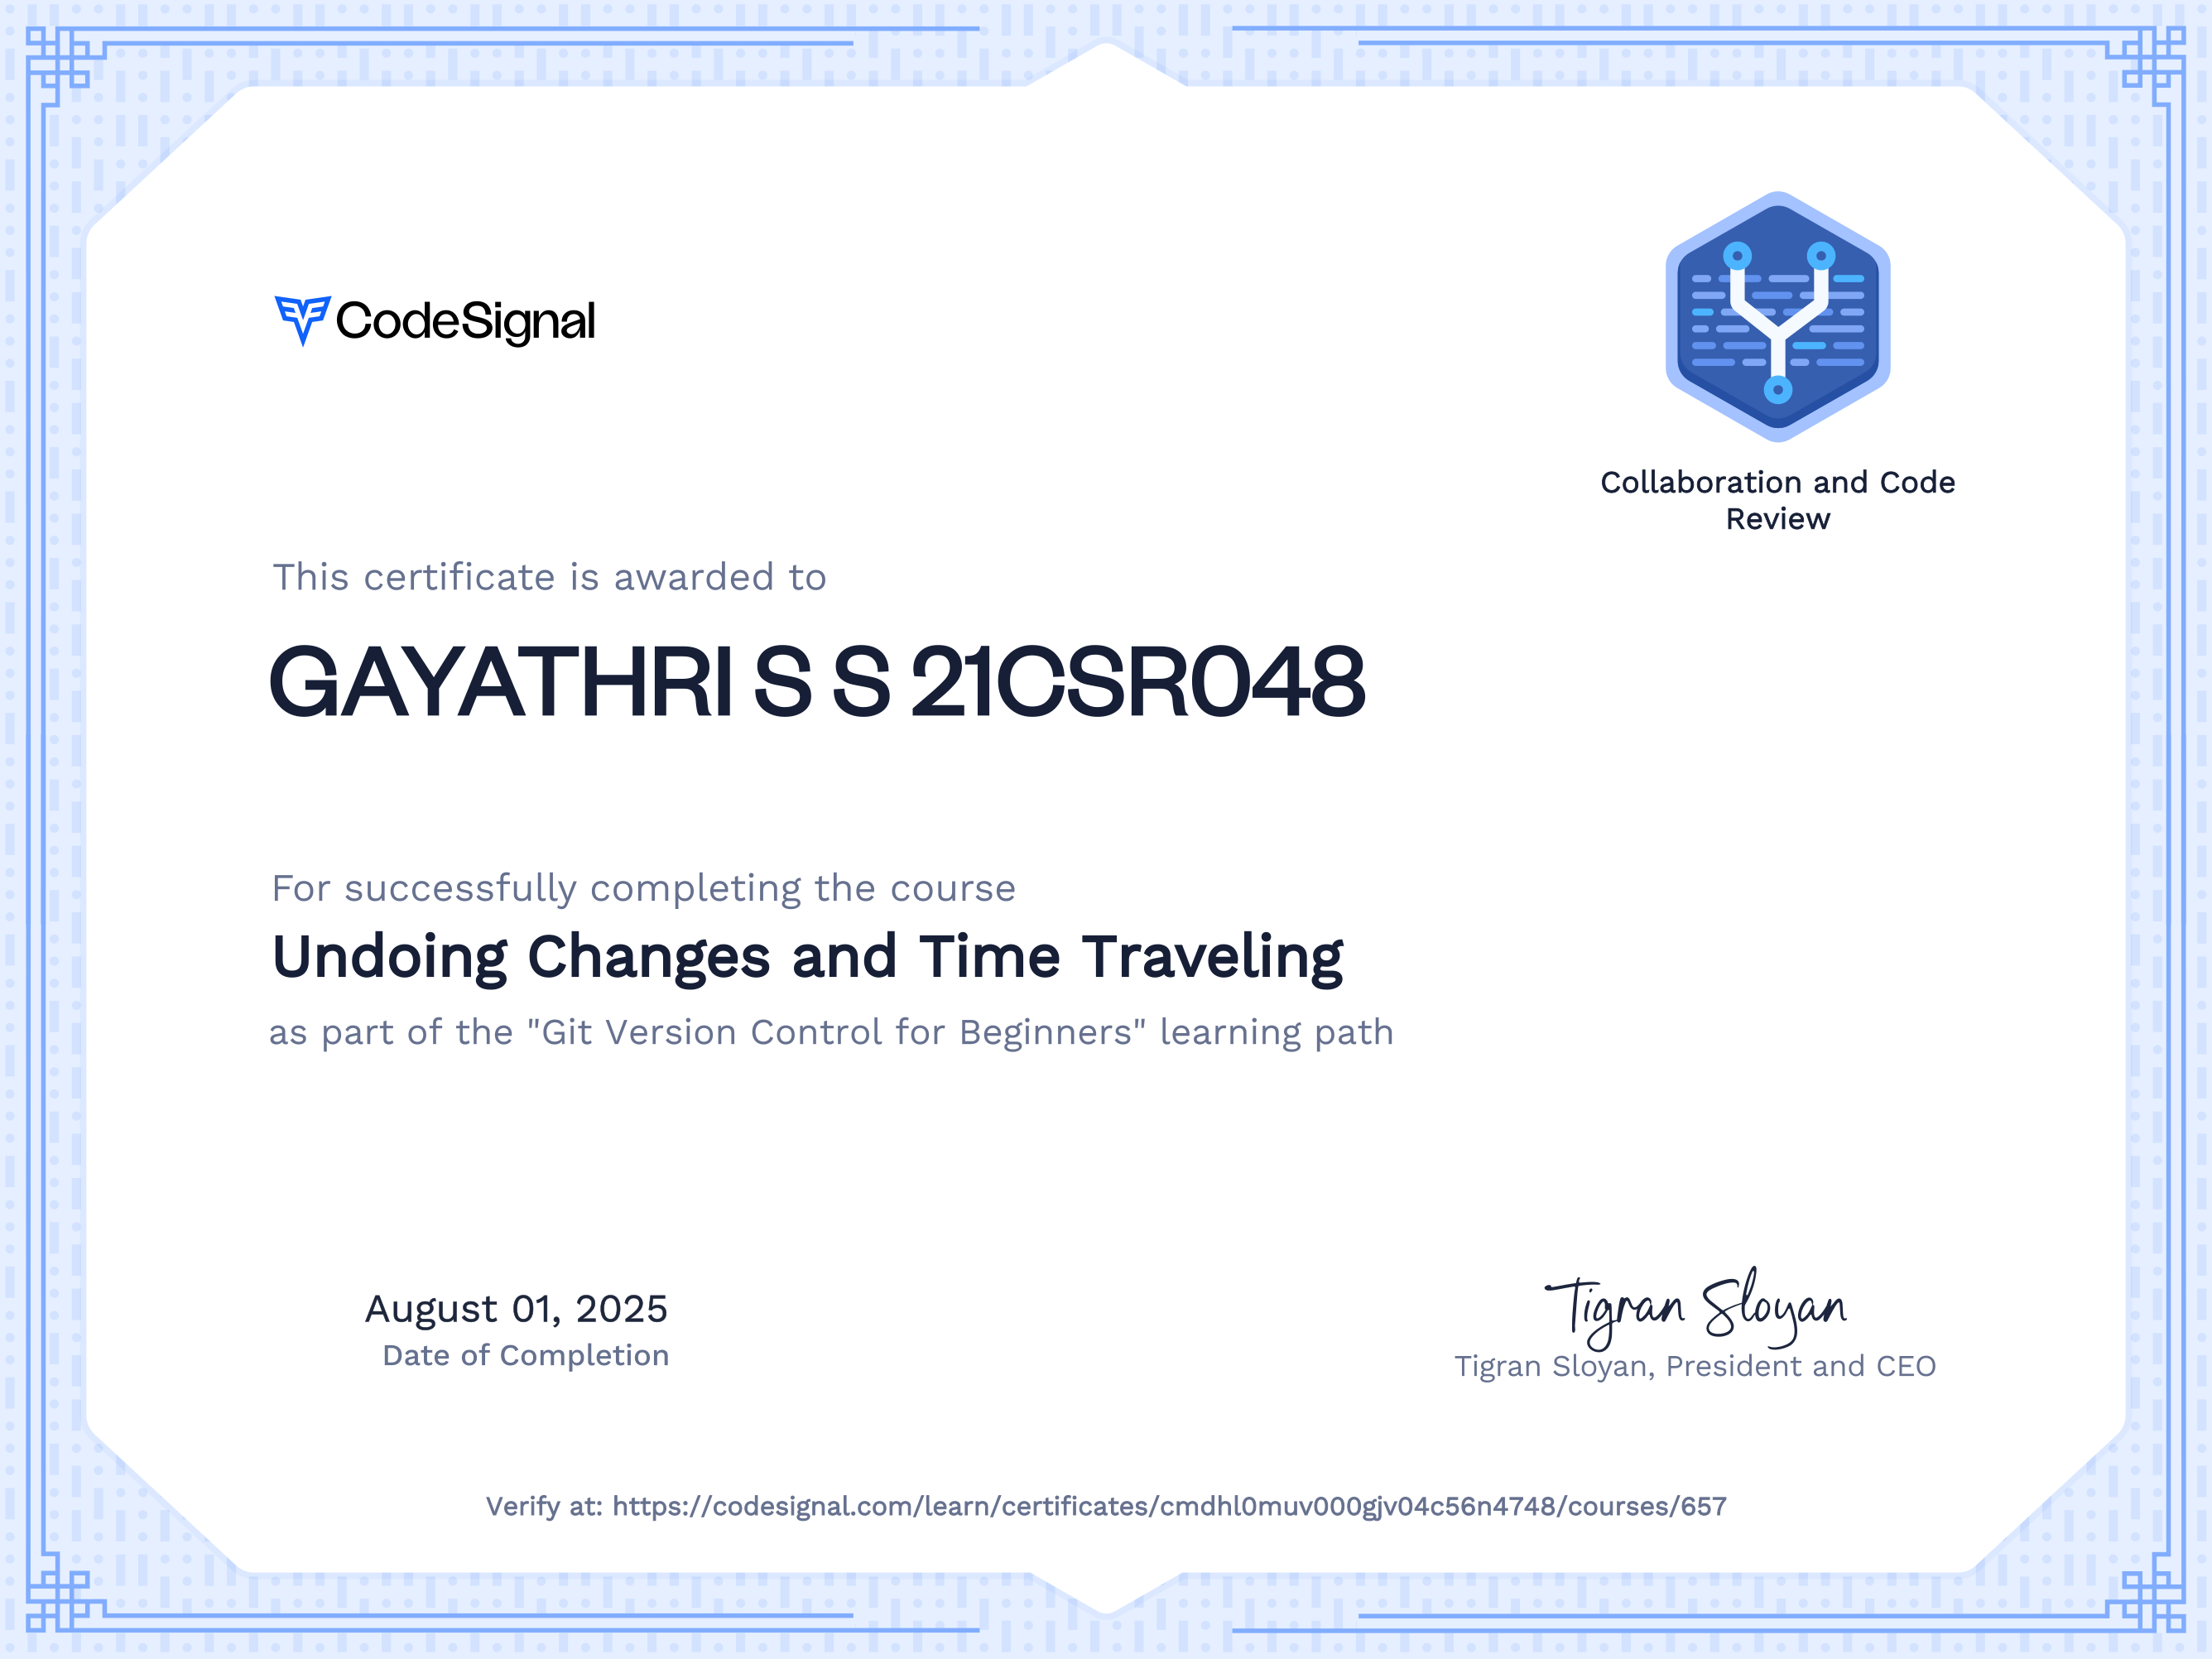 CodeSignal
Collaboration and Code
Review
This certificate is awarded to
GAYATHRI S S 21CSR048
For successfully completing the course
Undoing Changes and Time Traveling
as part of the "Git Version Control for Beginners" learning path
August 01, 2025
Date of Completion
Tigran Sloyan
Tigran Sloyan, President and CEO
Verify at: https://codesignal.com/learn/certificates/cmdhl0muv000gjv04c56n4748/courses/657